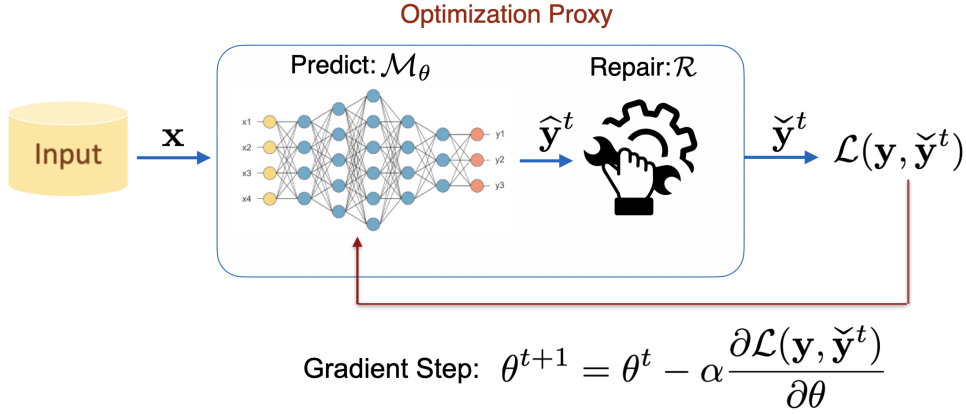 Optimization Proxy
Predict: ℳ_θ
Repair: ℛ
Input
x
x1
x2
x3
x4
y1
y2
y3
ŷ^t
y̌^t
ℒ(y, y̌^t)
Gradient Step: θ^{t+1} = θ^t − α ∂ℒ(y, y̌^t) / ∂θ